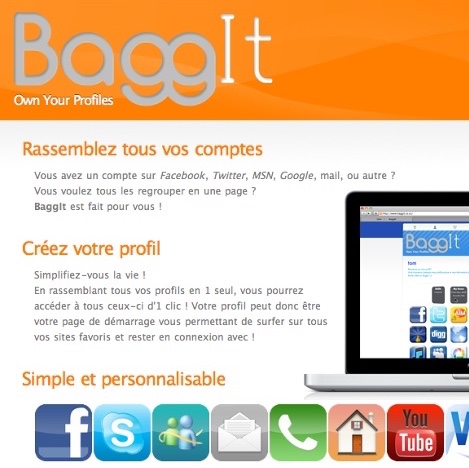 BaggIt
Own Your Profiles
Rassemblez tous vos comptes
Vous avez un compte sur Facebook, Twitter, MSN, Google, mail, ou autre ?
Vous voulez tous les regrouper en une page ?
BaggIt est fait pour vous !
Créez votre profil
Simplifiez-vous la vie !
En rassemblant tous vos profils en 1 seul, vous pourrez
accéder à tous ceux-ci d'1 clic ! Votre profil peut donc être
votre page de démarrage vous permettant de surfer sur tous
vos sites favoris et rester en connexion avec !
BaggIt
digg
Simple et personnalisable
You
Tube